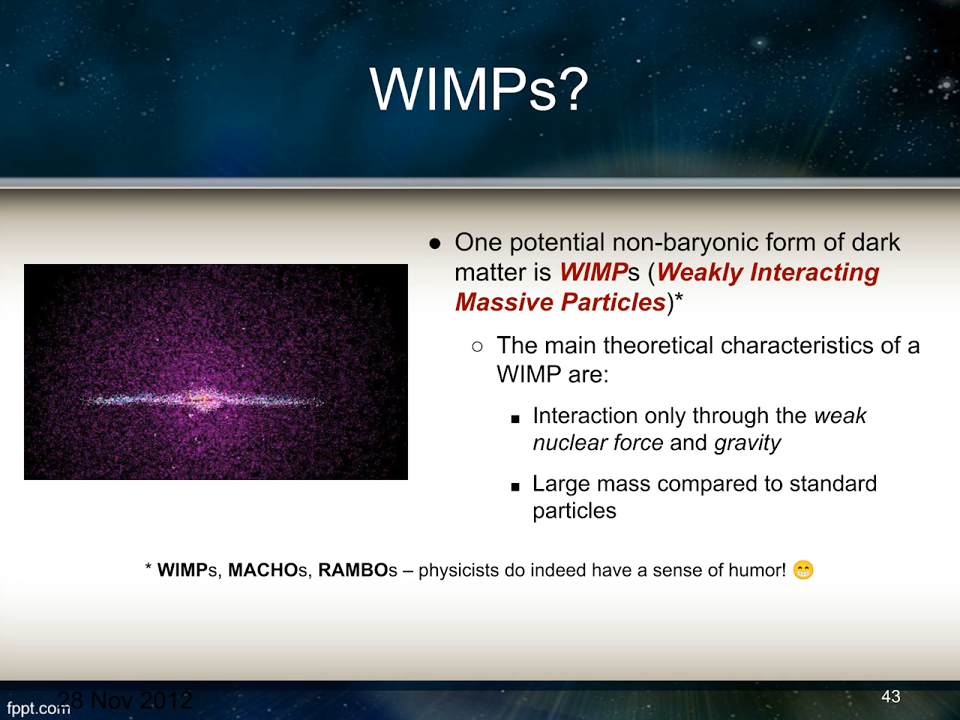 WIMPs?
● One potential non-baryonic form of dark
matter is WIMPs (Weakly Interacting
Massive Particles)*
○ The main theoretical characteristics of a
WIMP are:
■ Interaction only through the weak
nuclear force and gravity
■ Large mass compared to standard
particles
* WIMPs, MACHOs, RAMBOs – physicists do indeed have a sense of humor! 😁
28 Nov 2012
43
fppt.com